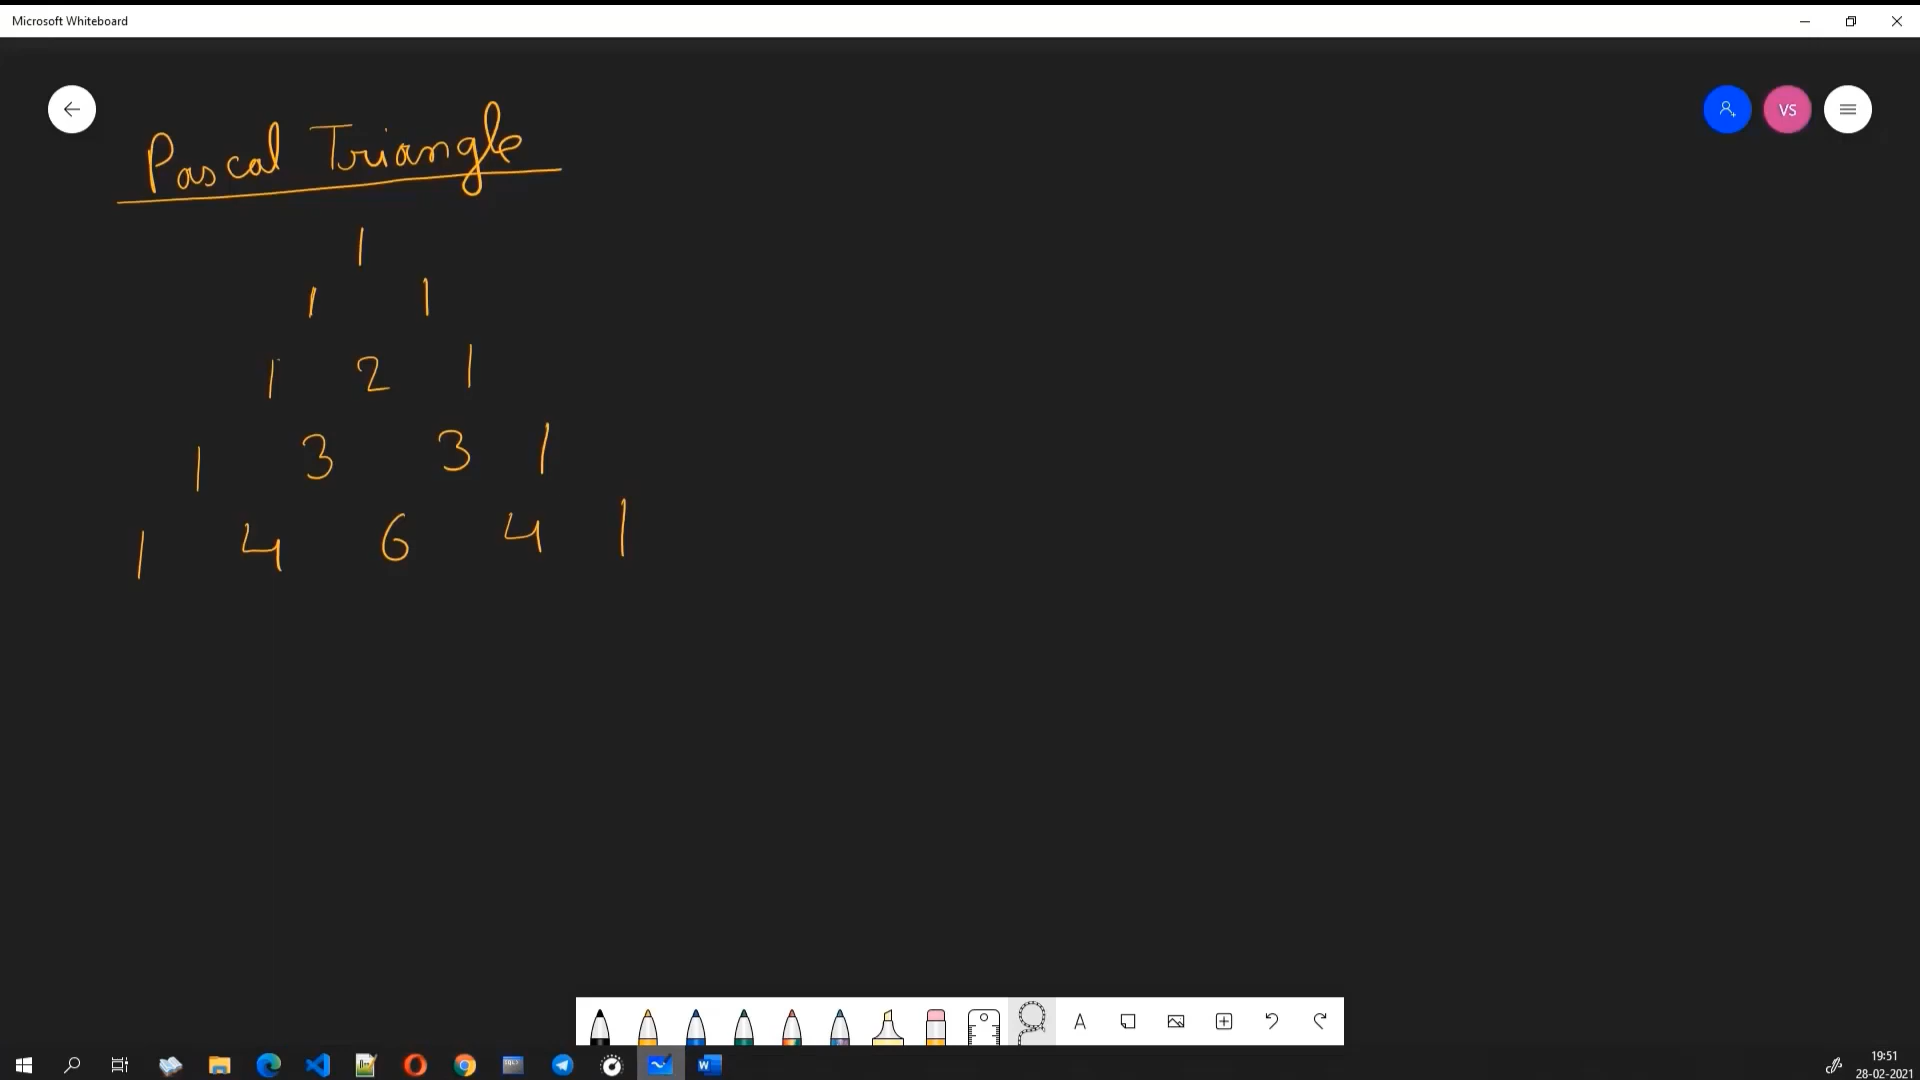 Microsoft Whiteboard
VS
Pascal Triangle
1
1 1
1 2 1
1 3 3 1
1 4 6 4 1
A
19:51
28-02-2021